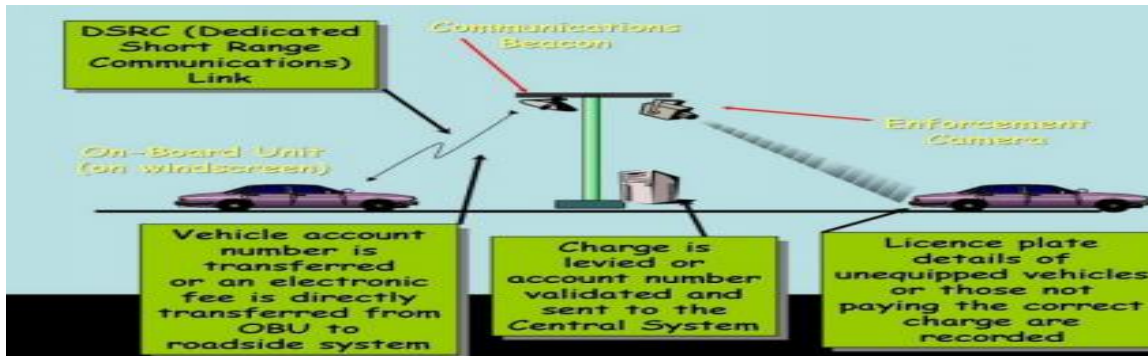 DSRC (Dedicated
Short Range
Communications)
Link
Communications
Beacon
Enforcement
Camera
On-Board Unit
(on windscreen)
Vehicle account
number is
transferred
or an electronic
fee is directly
transferred from
OBU to
roadside system
Charge is
levied or
account number
validated and
sent to the
Central System
Licence plate
details of
unequipped vehicles
or those not
paying the correct
charge are
recorded